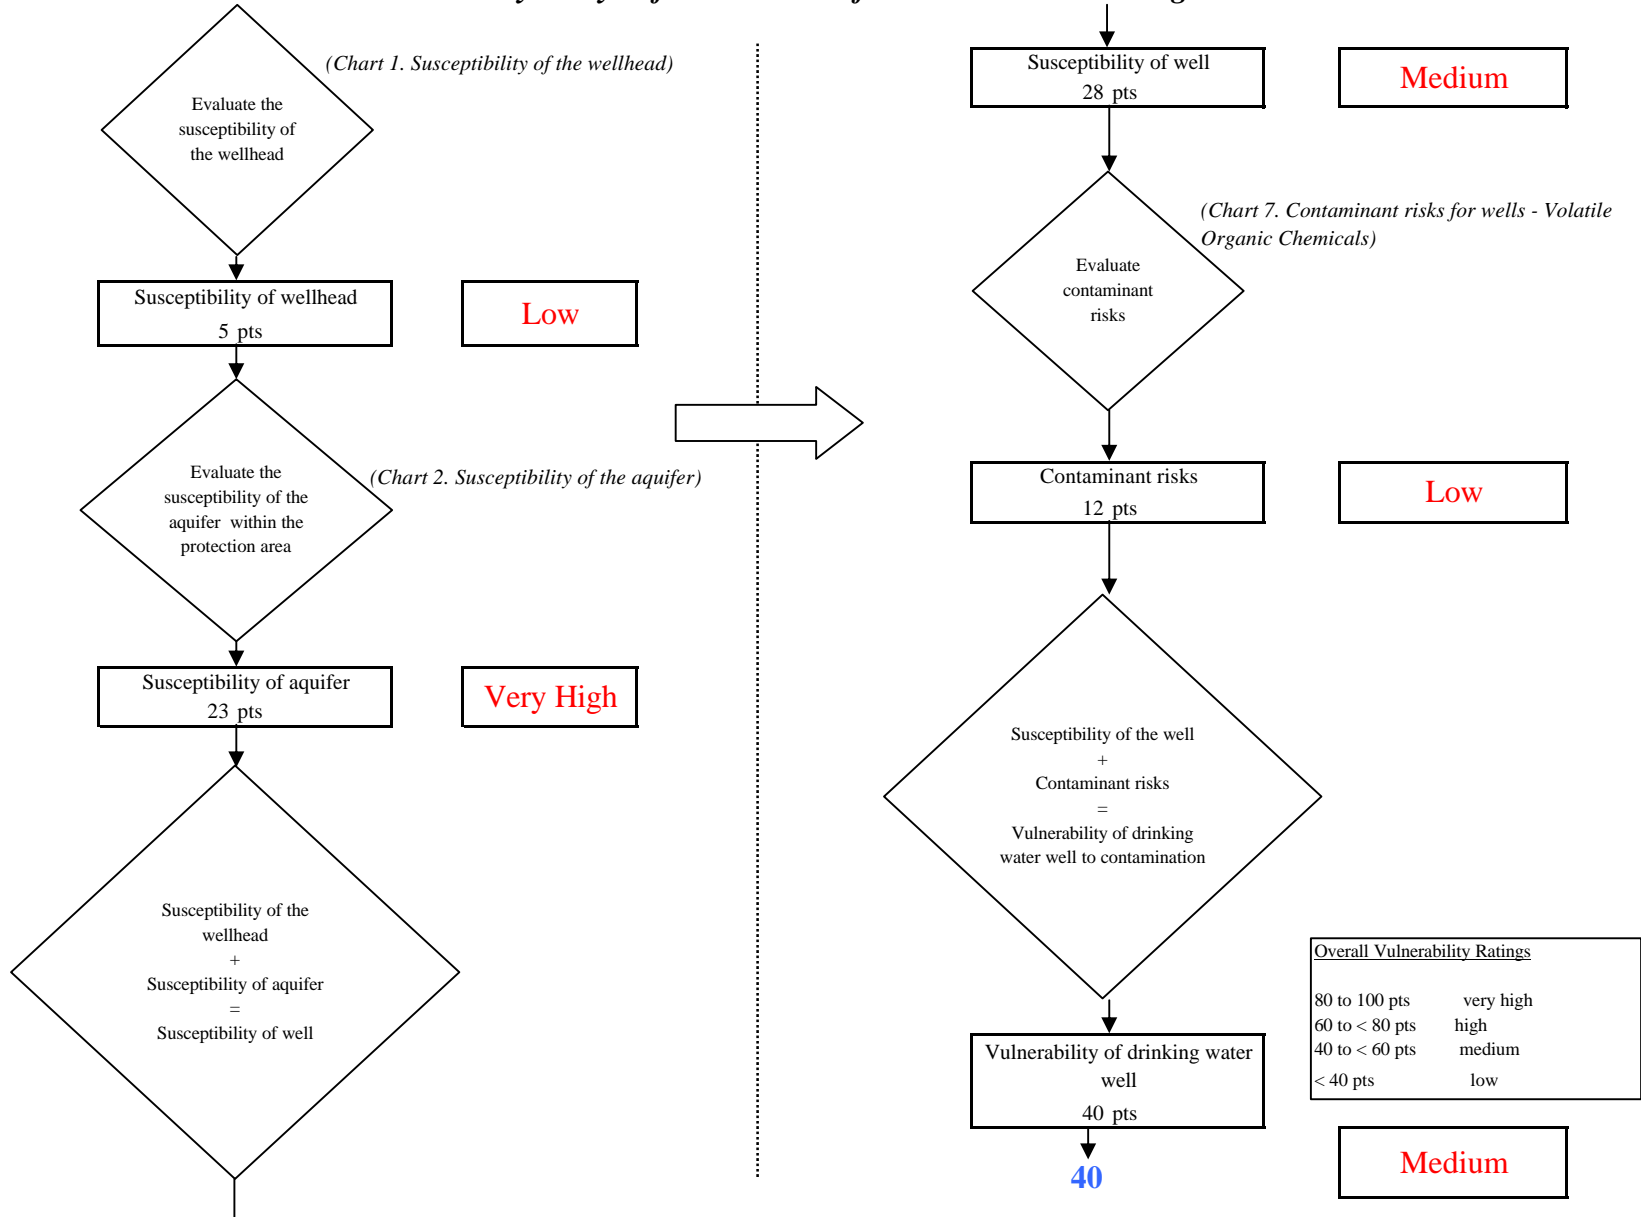 (Chart 1. Susceptibility of the wellhead)
Evaluate the
susceptibility of
the wellhead
Susceptibility of wellhead
5 pts
Low
Evaluate the
susceptibility of the
aquifer within the
protection area
(Chart 2. Susceptibility of the aquifer)
Susceptibility of aquifer
23 pts
Very High
Susceptibility of the
wellhead
+
Susceptibility of aquifer
=
Susceptibility of well
Susceptibility of well
28 pts
Medium
(Chart 7. Contaminant risks for wells - Volatile
Organic Chemicals)
Evaluate
contaminant
risks
Contaminant risks
12 pts
Low
Susceptibility of the well
+
Contaminant risks
=
Vulnerability of drinking
water well to contamination
Overall Vulnerability Ratings
80 to 100 pts very high
60 to < 80 pts high
40 to < 60 pts medium
< 40 pts low
Vulnerability of drinking water
well
40 pts
40
Medium